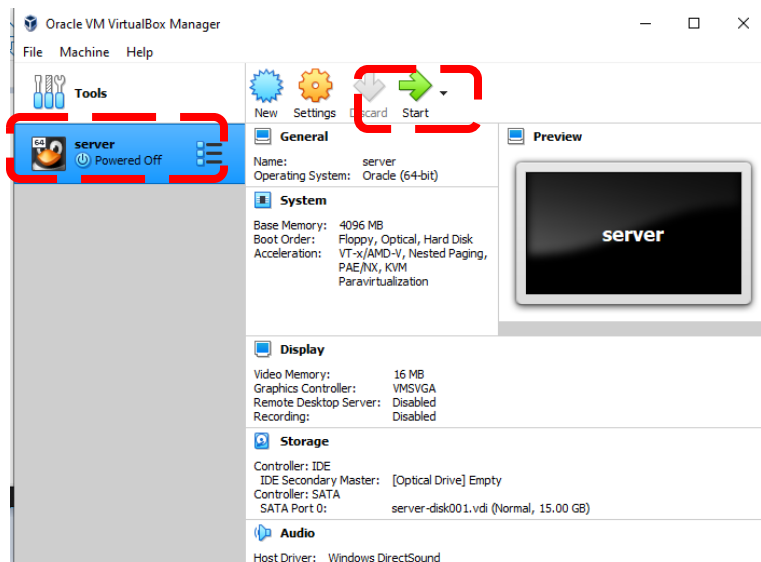 Oracle VM VirtualBox Manager
File Machine Help
Tools
New Settings Discard Start
64
server
Powered Off
General
Name: server
Operating System: Oracle (64-bit)
System
Base Memory: 4096 MB
Boot Order: Floppy, Optical, Hard Disk
Acceleration: VT-x/AMD-V, Nested Paging,
PAE/NX, KVM
Paravirtualization
Preview
server
Display
Video Memory: 16 MB
Graphics Controller: VMSVGA
Remote Desktop Server: Disabled
Recording: Disabled
Storage
Controller: IDE
IDE Secondary Master: [Optical Drive] Empty
Controller: SATA
SATA Port 0: server-disk001.vdi (Normal, 15.00 GB)
Audio
Host Driver: Windows DirectSound